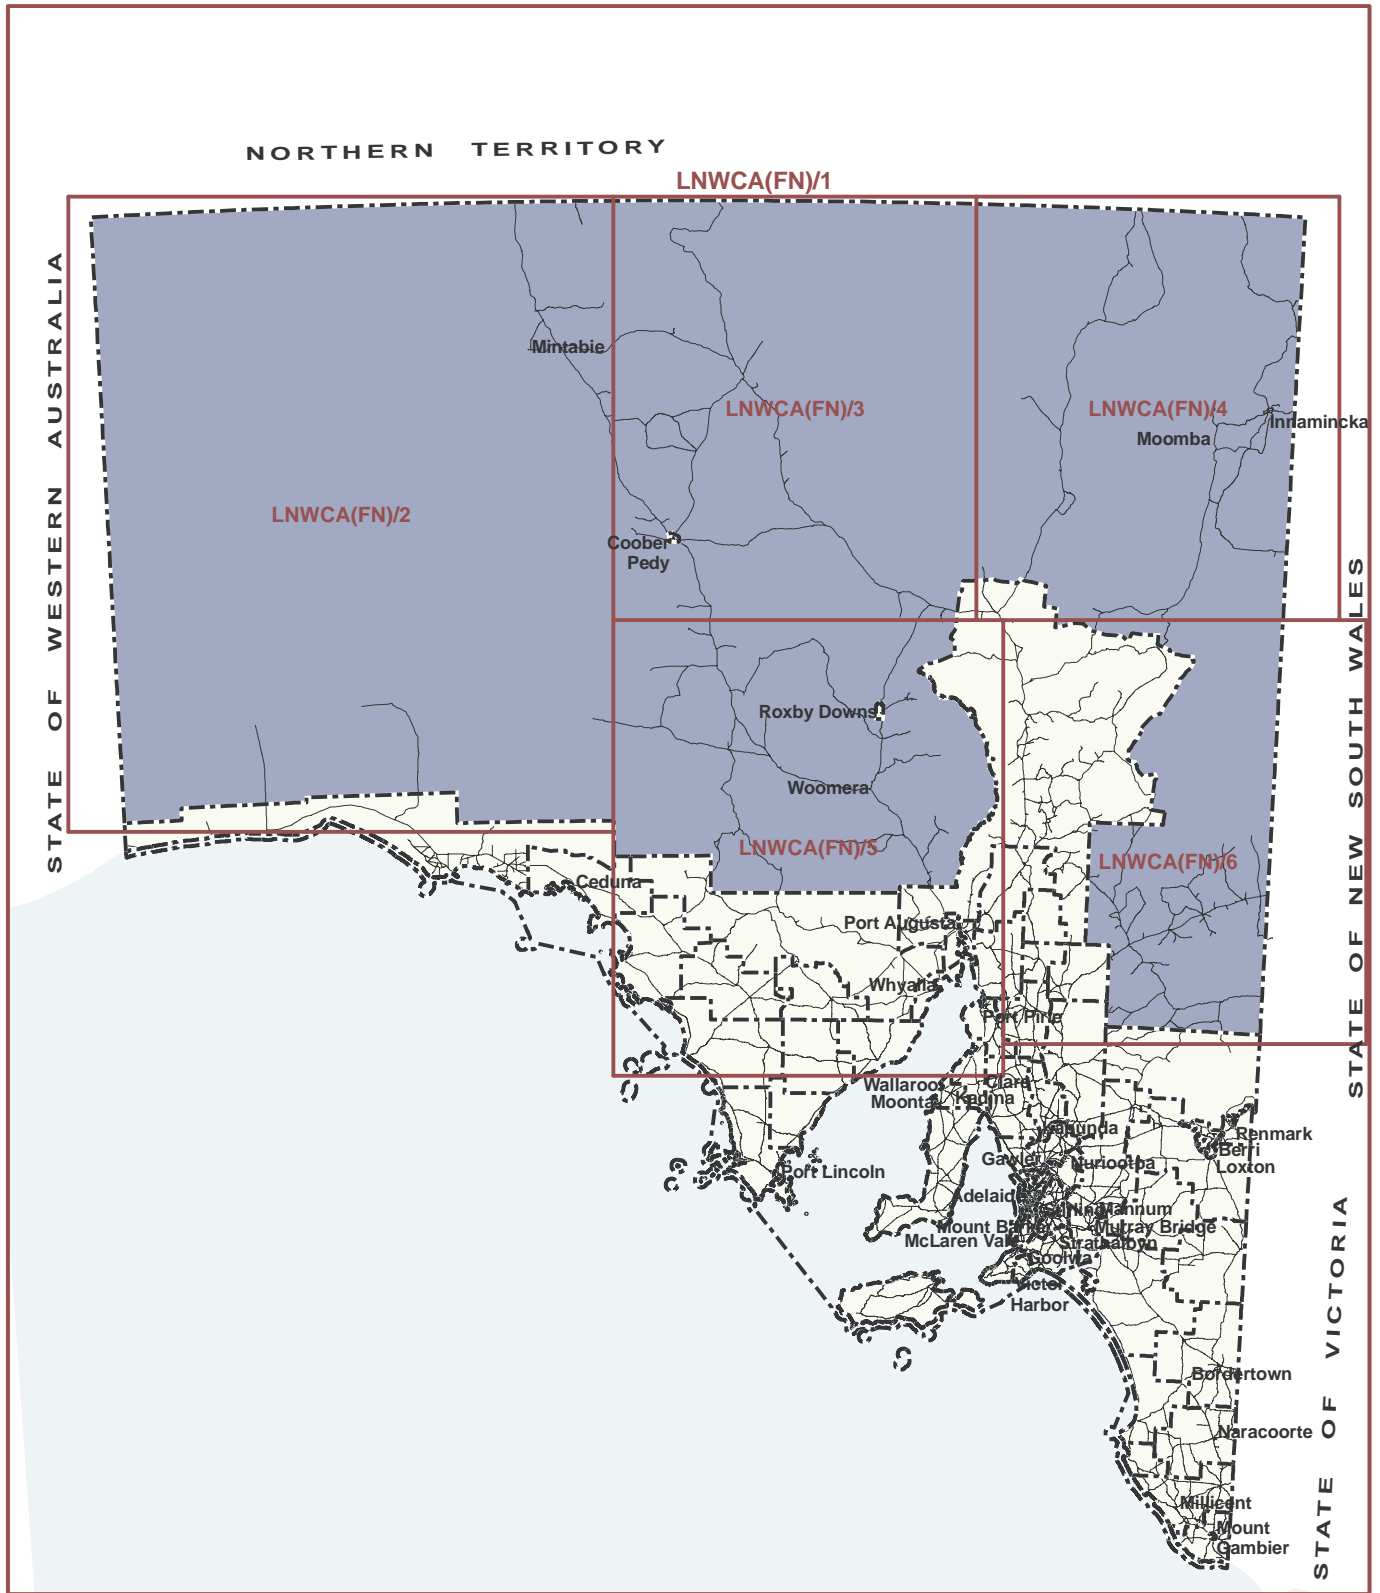 NORTHERN TERRITORY
LNWCA(FN)/1
STATE OF WESTERN AUSTRALIA
Mintabie
LNWCA(FN)/3
LNWCA(FN)/4
Innamincka
Moomba
LNWCA(FN)/2
Coober
Pedy
STATE OF NEW SOUTH WALES
Roxby Downs
Woomera
LNWCA(FN)/5
LNWCA(FN)/6
Ceduna
Port Augusta
Whyalla
Port Pirie
Wallaroo
Clare
Moonta
Kadina
Kapunda
Renmark
Berri
Loxton
Gawler
Nuriootpa
Port Lincoln
Adelaide
Mannum
Mount Barker
Murray Bridge
McLaren Vale
Strathalbyn
Goolwa
Victor
Harbor
STATE OF VICTORIA
Bordertown
Naracoorte
Millicent
Mount
Gambier